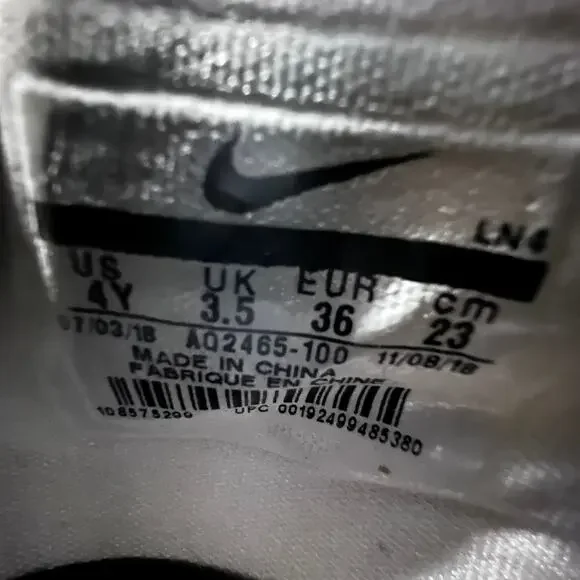 LN4
US UK EUR cm
4Y 3.5 36 23
07/03/18 AQ2465-100 11/08/18
MADE IN CHINA
FABRIQUE EN CHINE
108575299 UPC 00192499485380